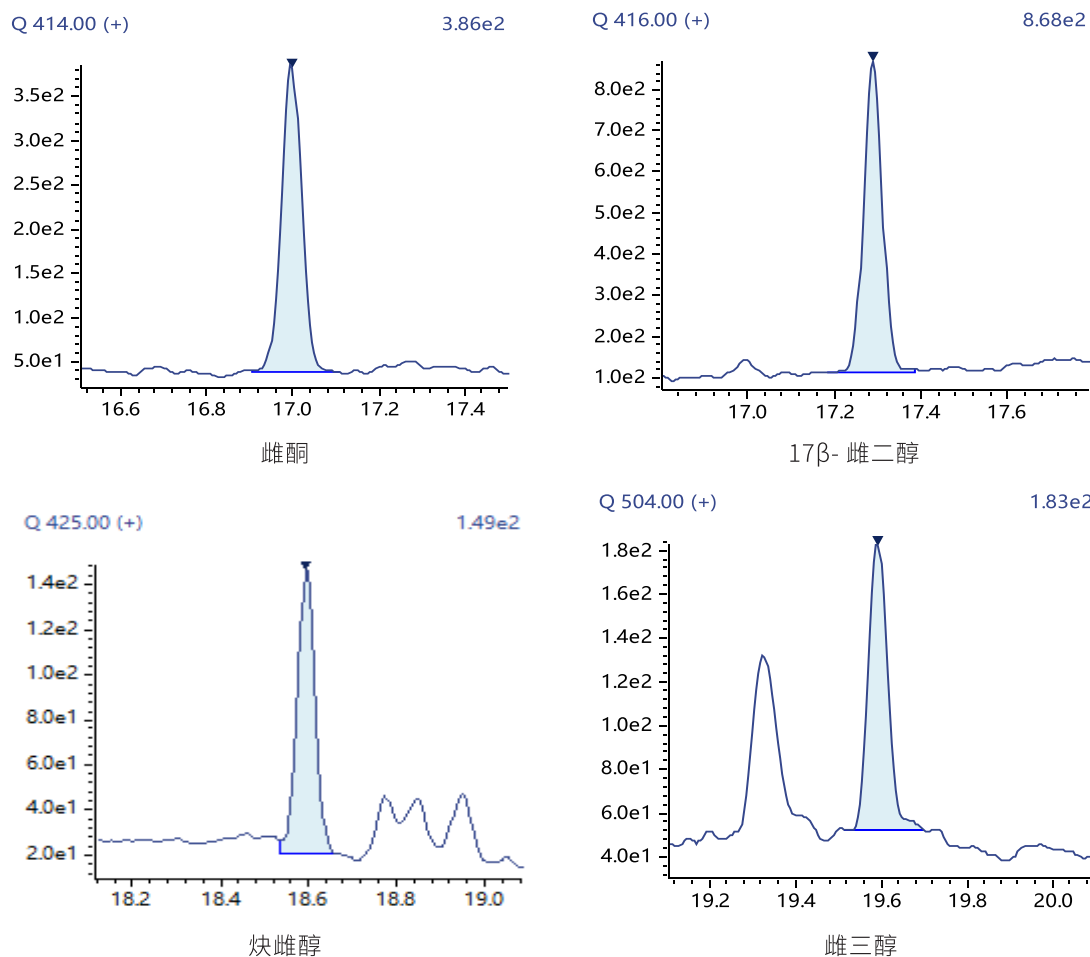 Q 414.00 (+) 3.86e2
3.5e2
3.0e2
2.5e2
2.0e2
1.5e2
1.0e2
5.0e1
16.6 16.8 17.0 17.2 17.4
雌酮
Q 416.00 (+) 8.68e2
8.0e2
7.0e2
6.0e2
5.0e2
4.0e2
3.0e2
2.0e2
1.0e2
17.0 17.2 17.4 17.6
17β- 雌二醇
Q 425.00 (+) 1.49e2
1.4e2
1.2e2
1.0e2
8.0e1
6.0e1
4.0e1
2.0e1
18.2 18.4 18.6 18.8 19.0
炔雌醇
Q 504.00 (+) 1.83e2
1.8e2
1.6e2
1.4e2
1.2e2
1.0e2
8.0e1
6.0e1
4.0e1
19.2 19.4 19.6 19.8 20.0
雌三醇